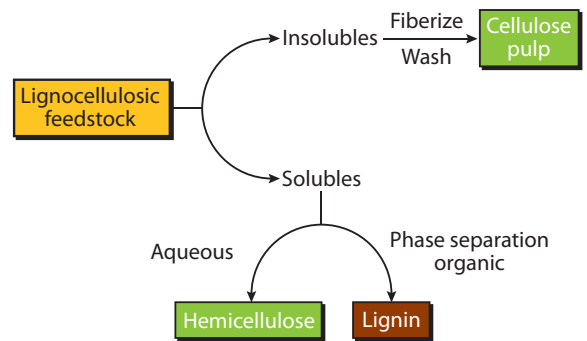 Lignocellulosic
feedstock
Insolubles
Fiberize
Wash
Cellulose
pulp
Solubles
Aqueous
Phase separation
organic
Hemicellulose
Lignin